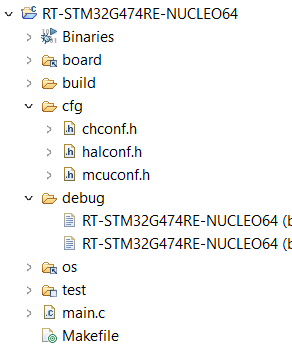 RT-STM32G474RE-NUCLEO64
Binaries
board
build
cfg
chconf.h
halconf.h
mcuconf.h
debug
RT-STM32G474RE-NUCLEO64 (
RT-STM32G474RE-NUCLEO64 (
os
test
main.c
Makefile